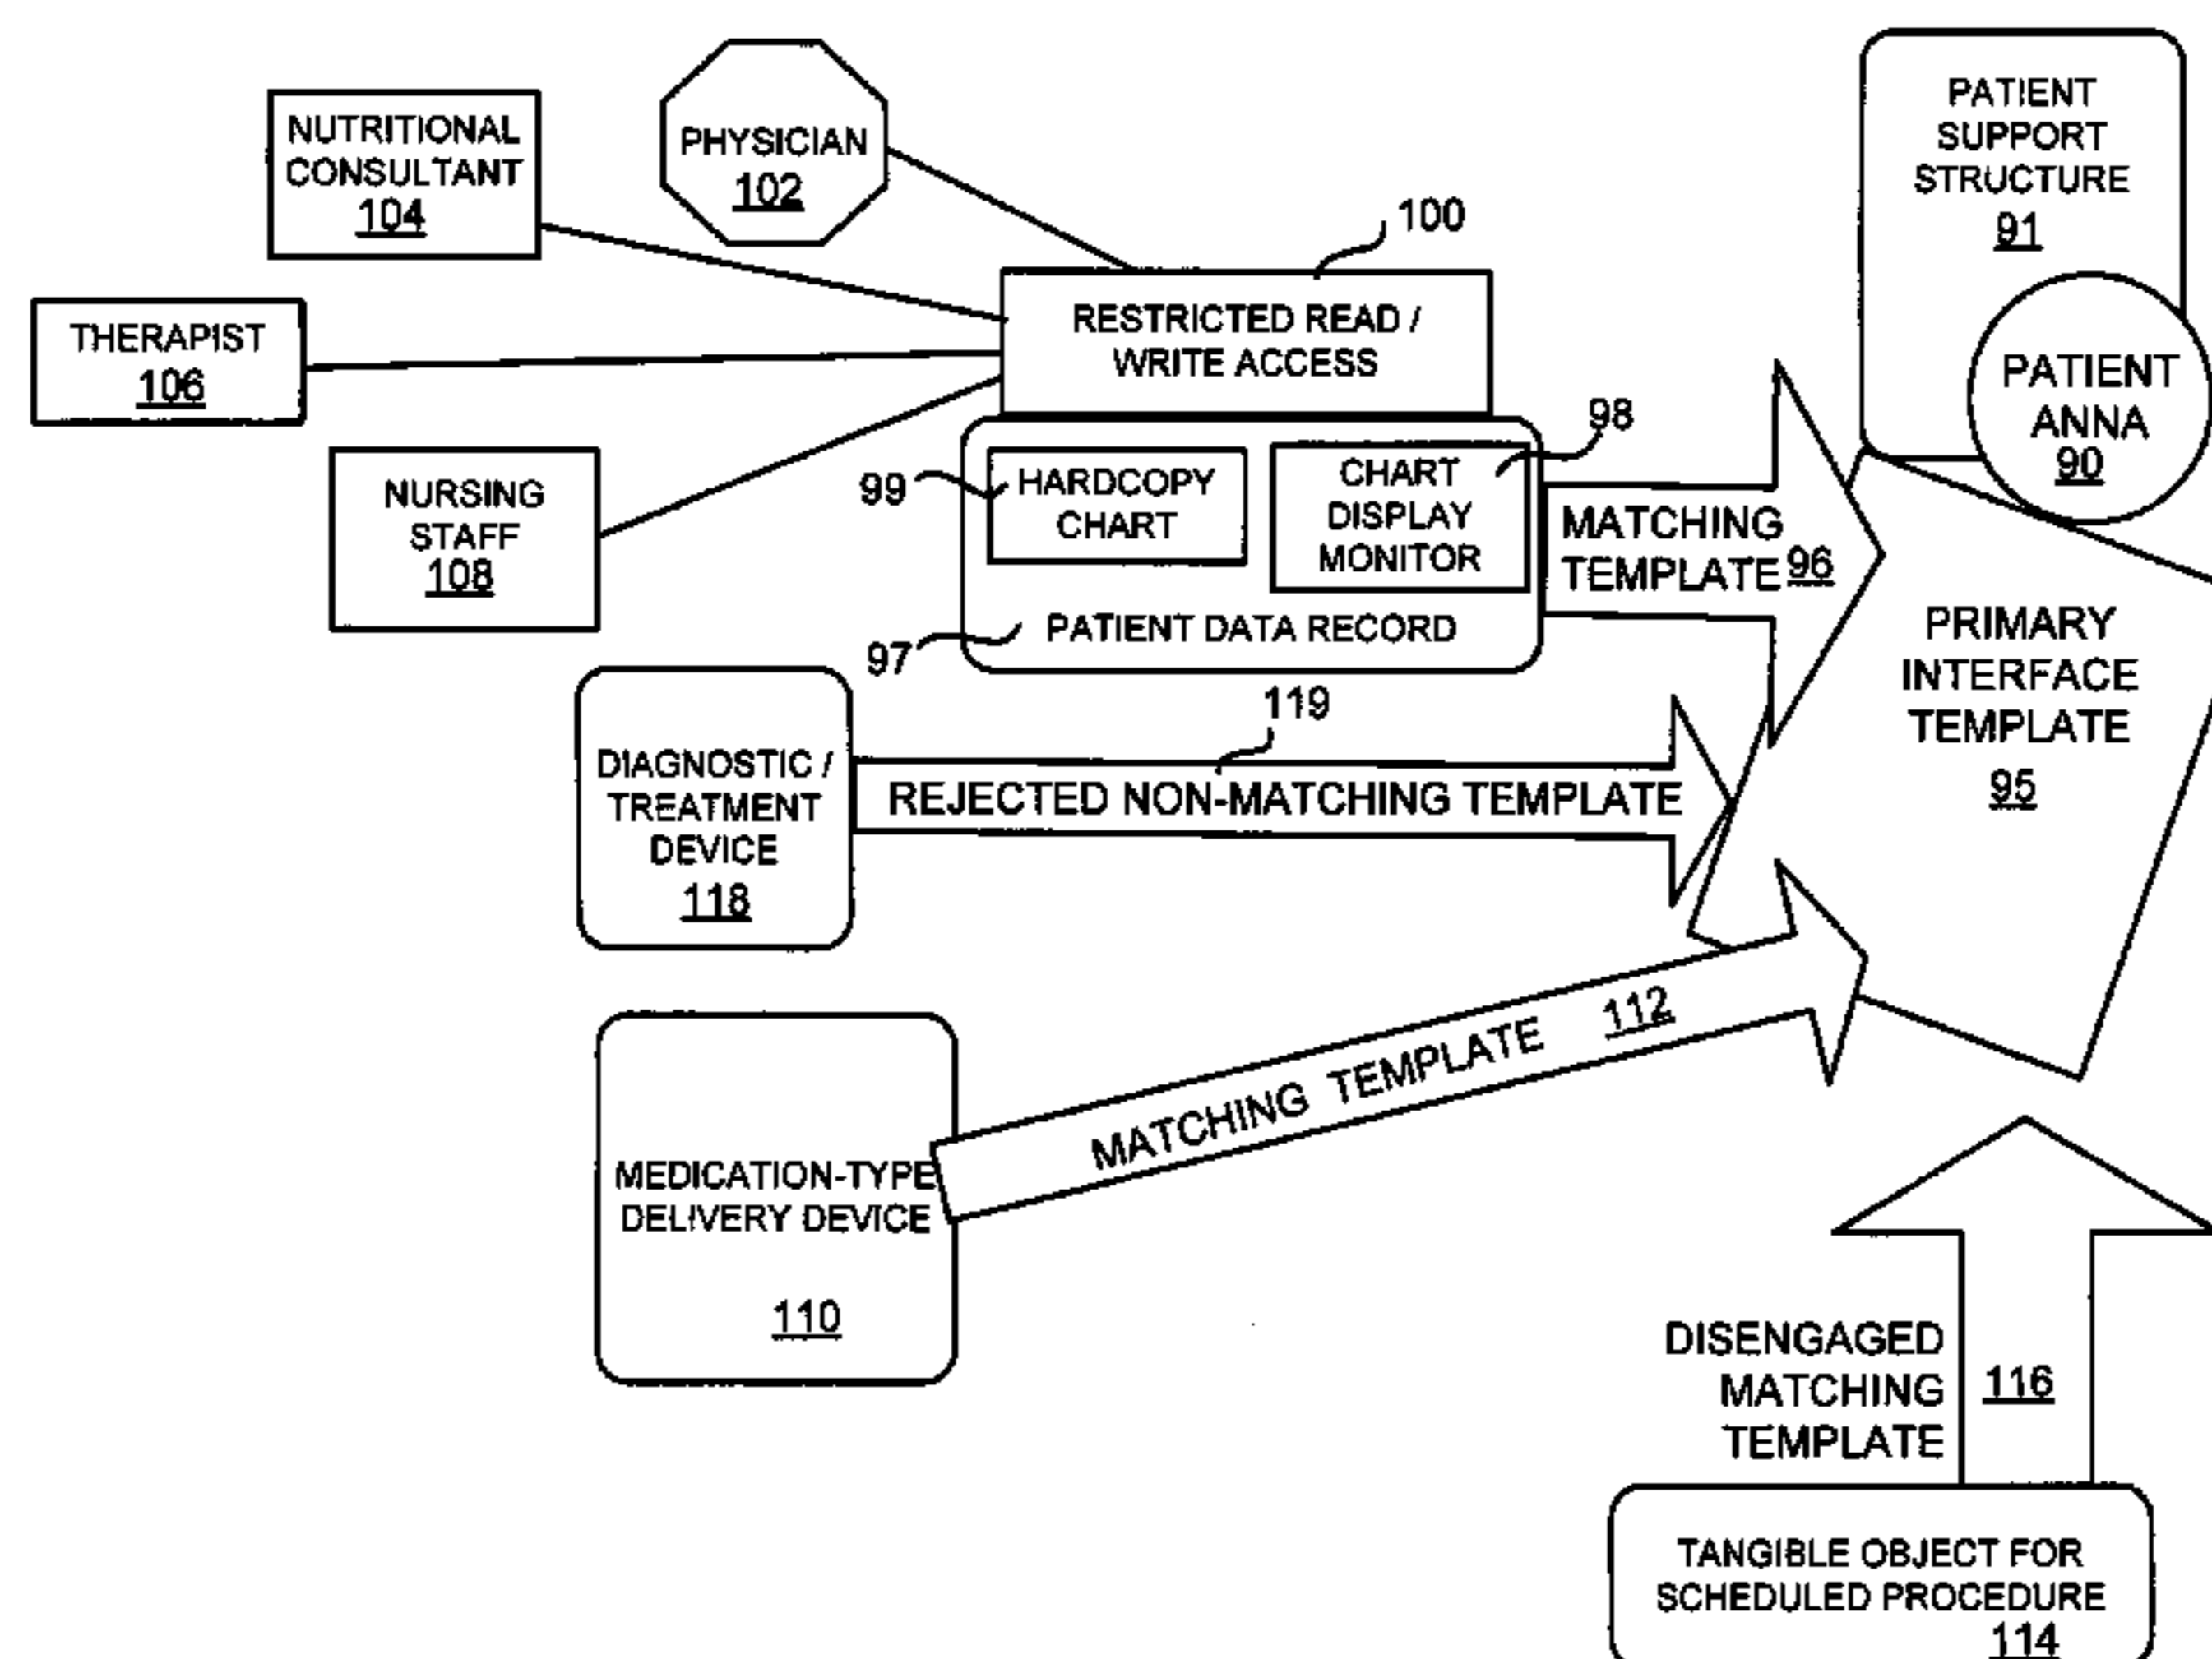 NUTRITIONAL
CONSULTANT
104
PHYSICIAN
102
THERAPIST
106
NURSING
STAFF
108
100
RESTRICTED READ /
WRITE ACCESS
99
HARDCOPY
CHART
98
CHART
DISPLAY
MONITOR
97
PATIENT DATA RECORD
MATCHING
TEMPLATE 96
PATIENT
SUPPORT
STRUCTURE
91
PATIENT
ANNA
90
PRIMARY
INTERFACE
TEMPLATE
95
DIAGNOSTIC /
TREATMENT
DEVICE
118
119
REJECTED NON-MATCHING TEMPLATE
MEDICATION-TYPE
DELIVERY DEVICE
110
MATCHING TEMPLATE 112
DISENGAGED
MATCHING
TEMPLATE
116
TANGIBLE OBJECT FOR
SCHEDULED PROCEDURE
114